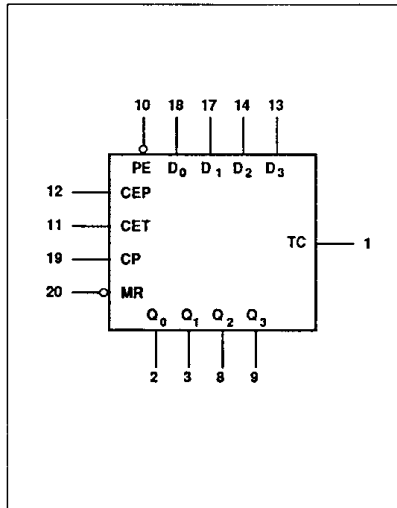 10 18 17 14 13
PE D0 D1 D2 D3
12 CEP
11 CET
TC 1
19 CP
20 MR
Q0 Q1 Q2 Q3
2 3 8 9